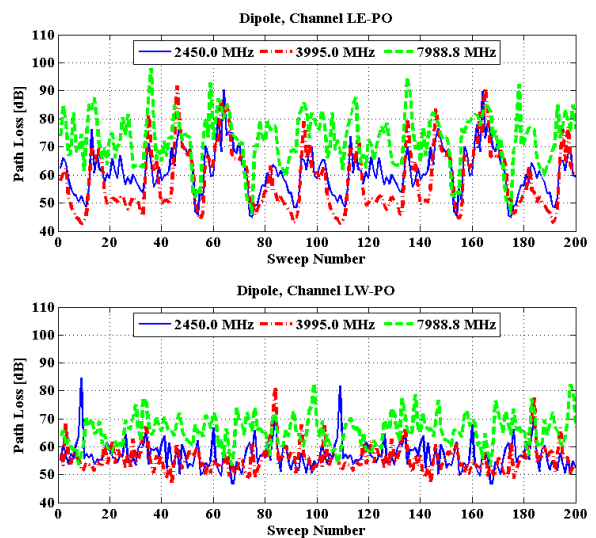 Dipole, Channel LE-PO
110
100
90
80
70
60
50
40
Path Loss [dB]
2450.0 MHz 3995.0 MHz 7988.8 MHz
0 20 40 60 80 100 120 140 160 180 200
Sweep Number
Dipole, Channel LW-PO
110
100
90
80
70
60
50
40
Path Loss [dB]
2450.0 MHz 3995.0 MHz 7988.8 MHz
0 20 40 60 80 100 120 140 160 180 200
Sweep Number